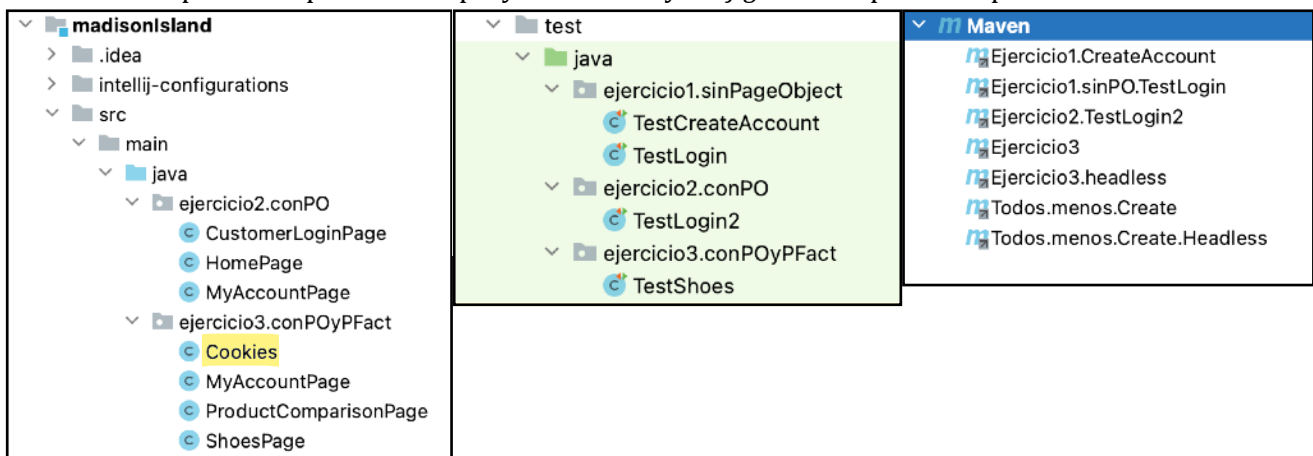 madisonIsland
.idea
intellij-configurations
src
main
java
ejercicio2.conPO
CustomerLoginPage
HomePage
MyAccountPage
ejercicio3.conPOyPFact
Cookies
MyAccountPage
ProductComparisonPage
ShoesPage
test
java
ejercicio1.sinPageObject
TestCreateAccount
TestLogin
ejercicio2.conPO
TestLogin2
ejercicio3.conPOyPFact
TestShoes
Maven
Ejercicio1.CreateAccount
Ejercicio1.sinPO.TestLogin
Ejercicio2.TestLogin2
Ejercicio3
Ejercicio3.headless
Todos.menos.Create
Todos.menos.Create.Headless